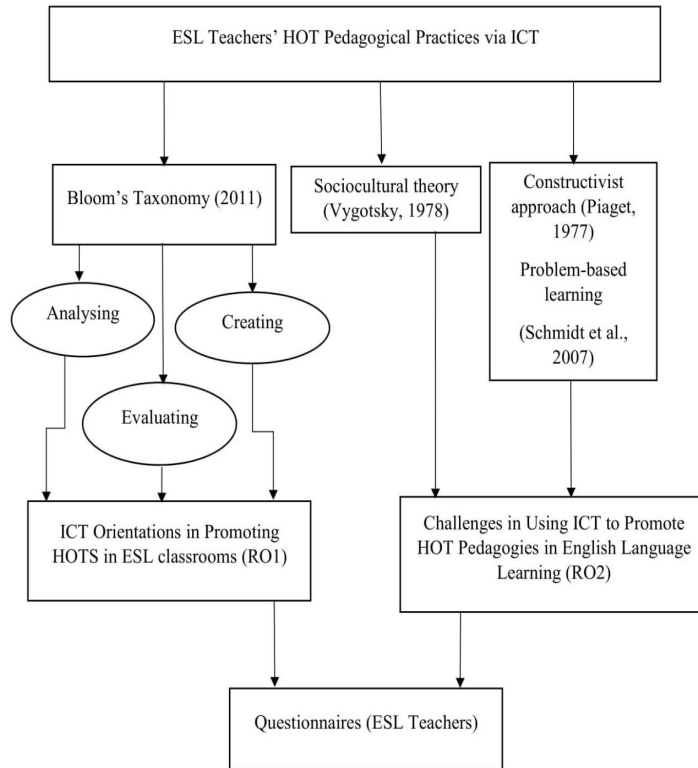 ESL Teachers’ HOT Pedagogical Practices via ICT
Bloom’s Taxonomy (2011)
Sociocultural theory
(Vygotsky, 1978)
Constructivist
approach (Piaget,
1977)
Problem-based
learning
(Schmidt et al.,
2007)
Analysing
Creating
Evaluating
ICT Orientations in Promoting
HOTS in ESL classrooms (RO1)
Challenges in Using ICT to Promote
HOT Pedagogies in English Language
Learning (RO2)
Questionnaires (ESL Teachers)